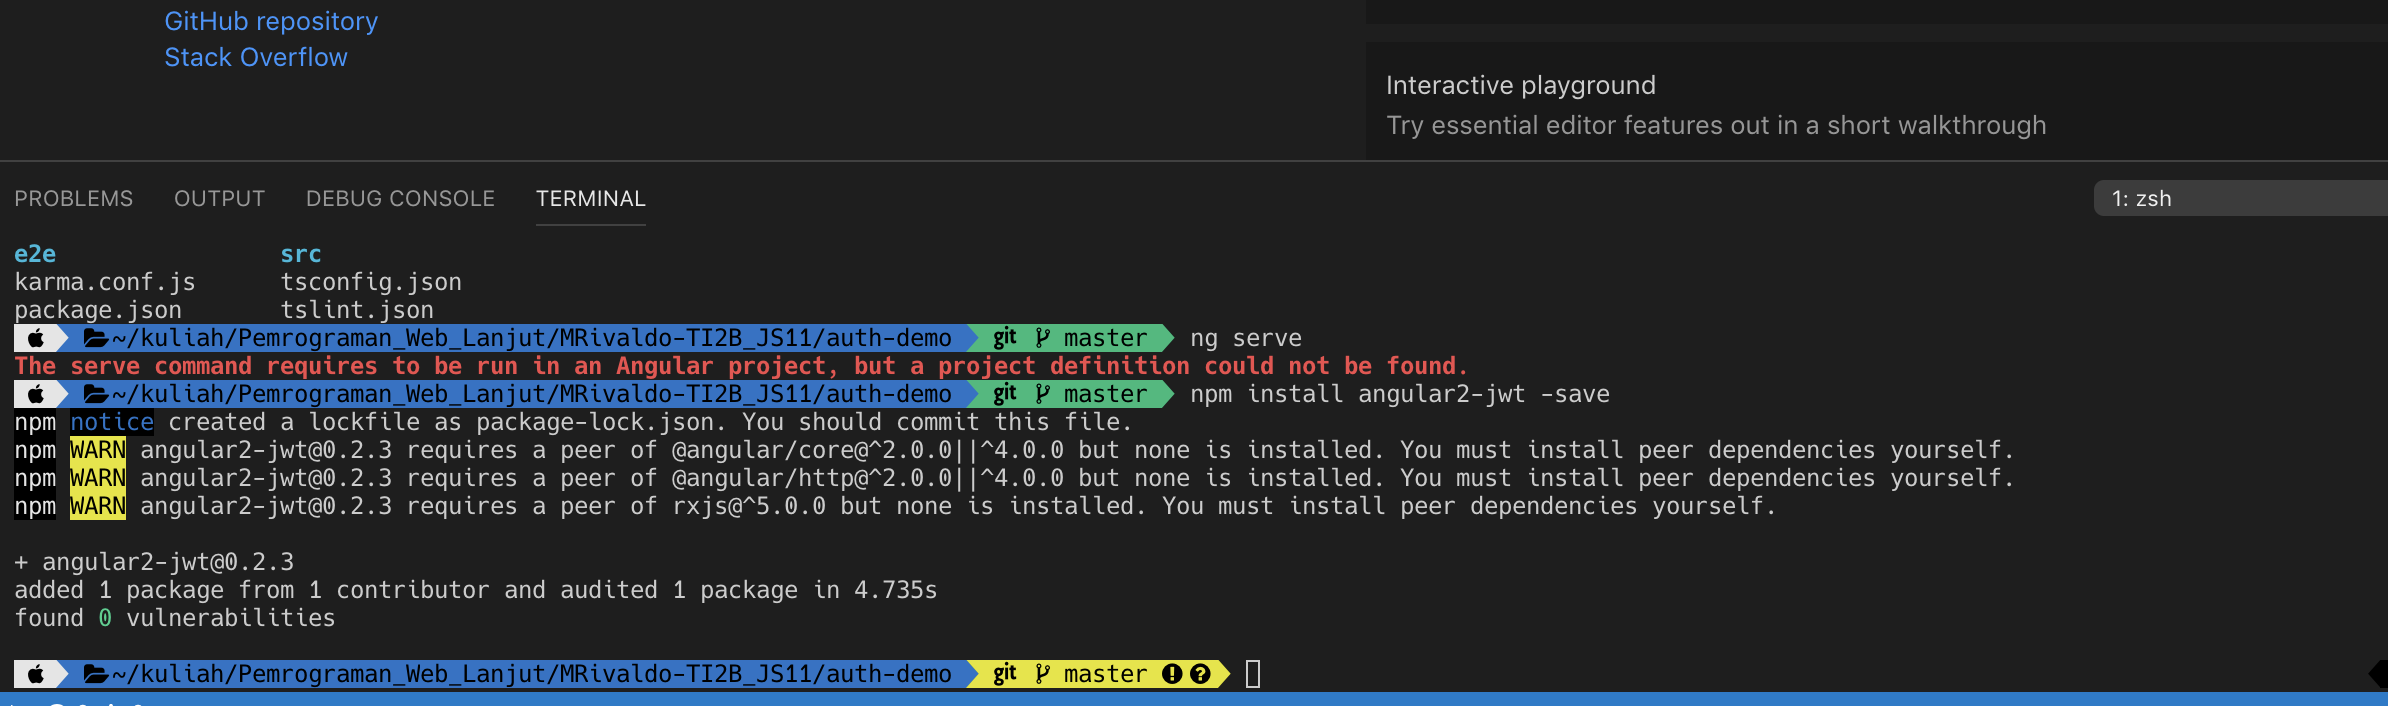 GitHub repository
Stack Overflow
Interactive playground
Try essential editor features out in a short walkthrough
PROBLEMS OUTPUT DEBUG CONSOLE TERMINAL 1: zsh
e2e src
karma.conf.js tsconfig.json
package.json tslint.json
~/kuliah/Pemrograman_Web_Lanjut/MRivaldo-TI2B_JS11/auth-demo git master ng serve
The serve command requires to be run in an Angular project, but a project definition could not be found.
~/kuliah/Pemrograman_Web_Lanjut/MRivaldo-TI2B_JS11/auth-demo git master npm install angular2-jwt -save
npm notice created a lockfile as package-lock.json. You should commit this file.
npm WARN angular2-jwt@0.2.3 requires a peer of @angular/core@^2.0.0||^4.0.0 but none is installed. You must install peer dependencies yourself.
npm WARN angular2-jwt@0.2.3 requires a peer of @angular/http@^2.0.0||^4.0.0 but none is installed. You must install peer dependencies yourself.
npm WARN angular2-jwt@0.2.3 requires a peer of rxjs@^5.0.0 but none is installed. You must install peer dependencies yourself.
+ angular2-jwt@0.2.3
added 1 package from 1 contributor and audited 1 package in 4.735s
found 0 vulnerabilities
~/kuliah/Pemrograman_Web_Lanjut/MRivaldo-TI2B_JS11/auth-demo git master ! ?